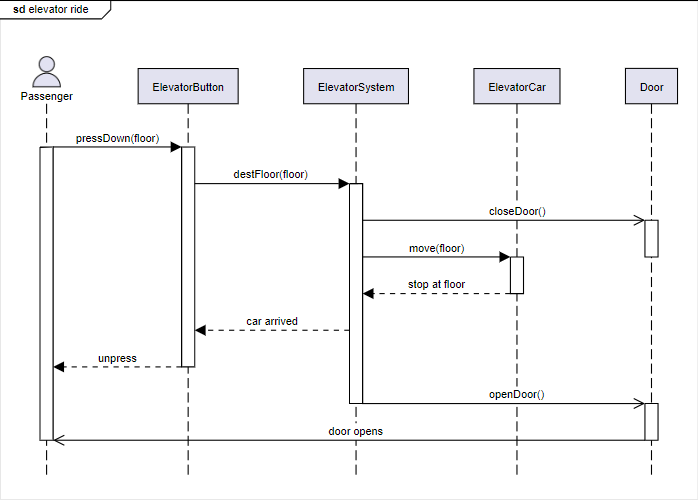 sd elevator ride
Passenger
ElevatorButton
ElevatorSystem
ElevatorCar
Door
pressDown(floor)
destFloor(floor)
closeDoor()
move(floor)
stop at floor
car arrived
unpress
openDoor()
door opens